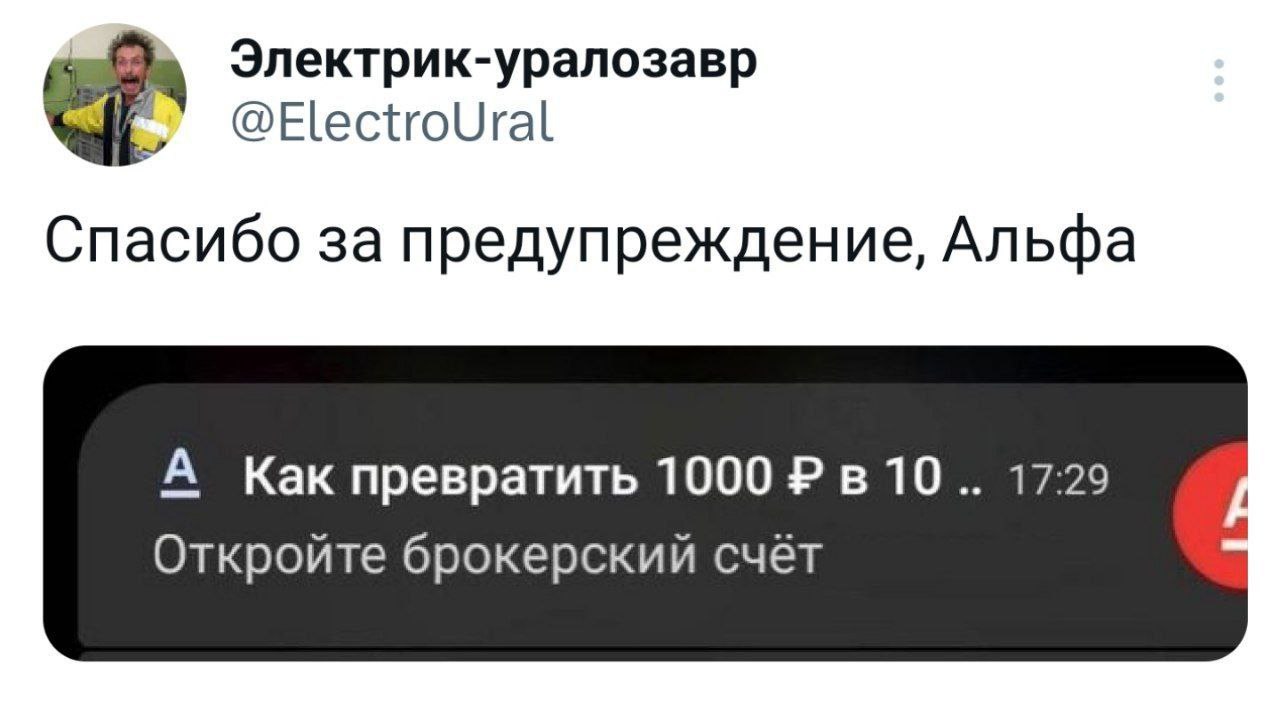 Электрик-уралозавр
@ElectroUral
Спасибо за предупреждение, Альфа
А Как превратить 1000 ₽ в 10 .. 17:29
Откройте брокерский счёт